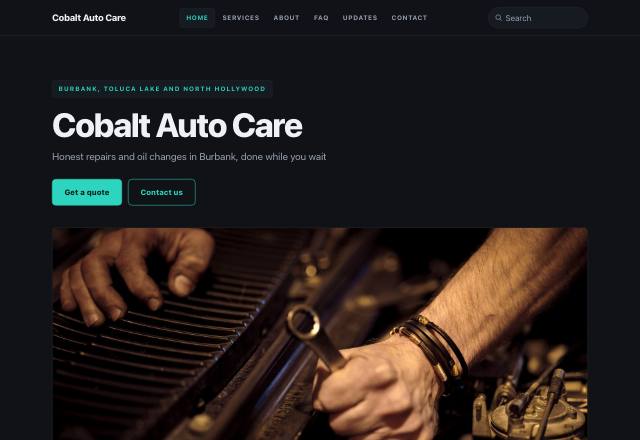 Cobalt Auto Care
HOME SERVICES ABOUT FAQ UPDATES CONTACT
Search
BURBANK, TOLUCA LAKE AND NORTH HOLLYWOOD
Cobalt Auto Care
Honest repairs and oil changes in Burbank, done while you wait
Get a quote
Contact us